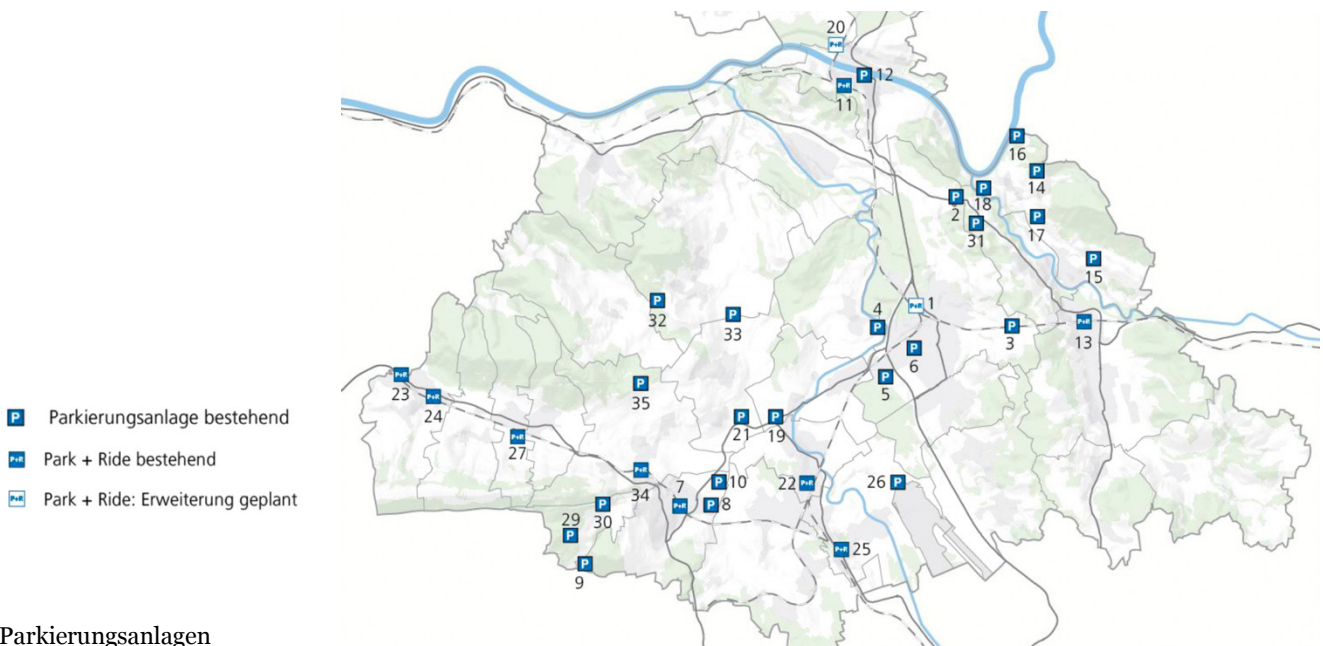 20
P+R
P 12
P+R
11
P
16
P
14
P
18
P
2
P
17
P
31
P
15
P
32
P
33
4
P
P+R 1
P
3
P+R
13
P
6
P
5
P+R
23
P+R
24
P
35
P
21
P
19
P+R
27
P+R
34
7
P+R
P 10
P 8
22 P+R
26 P
P
30
29
P
P
9
P+R 25
P Parkierungsanlage bestehend
P+R Park + Ride bestehend
P+R Park + Ride: Erweiterung geplant
Parkierungsanlagen